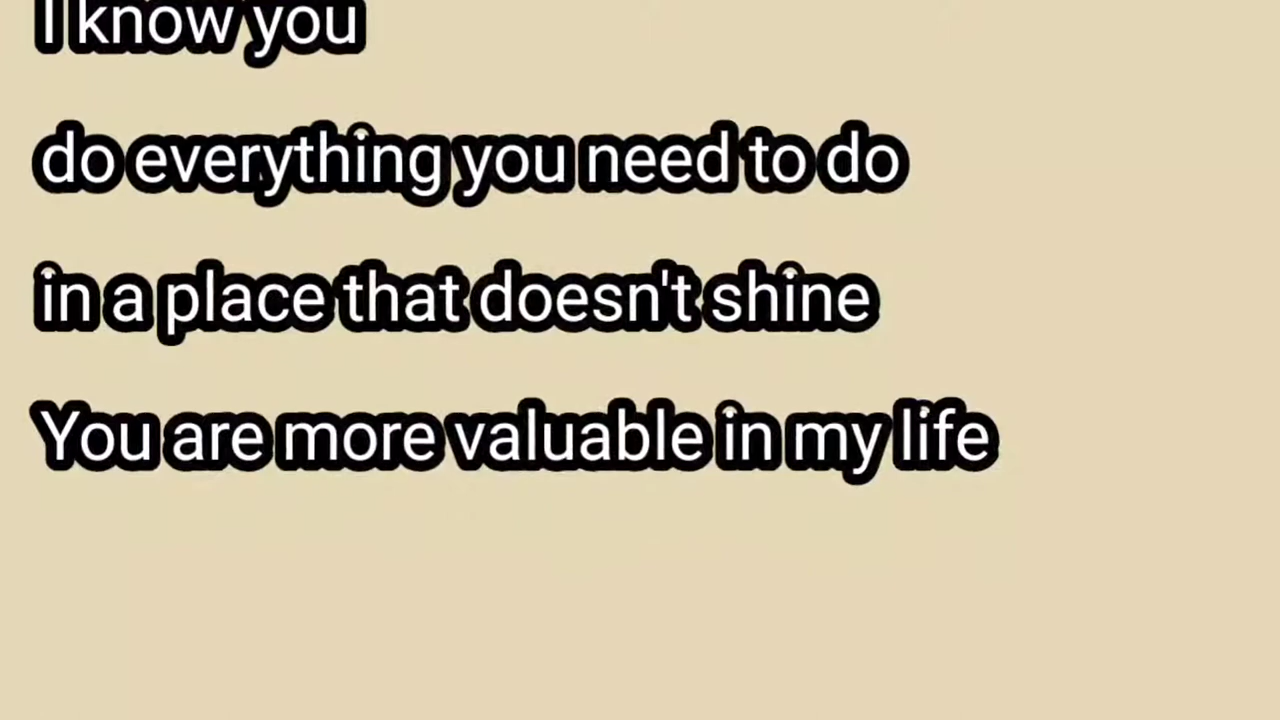 I know you
do everything you need to do
in a place that doesn't shine
You are more valuable in my life